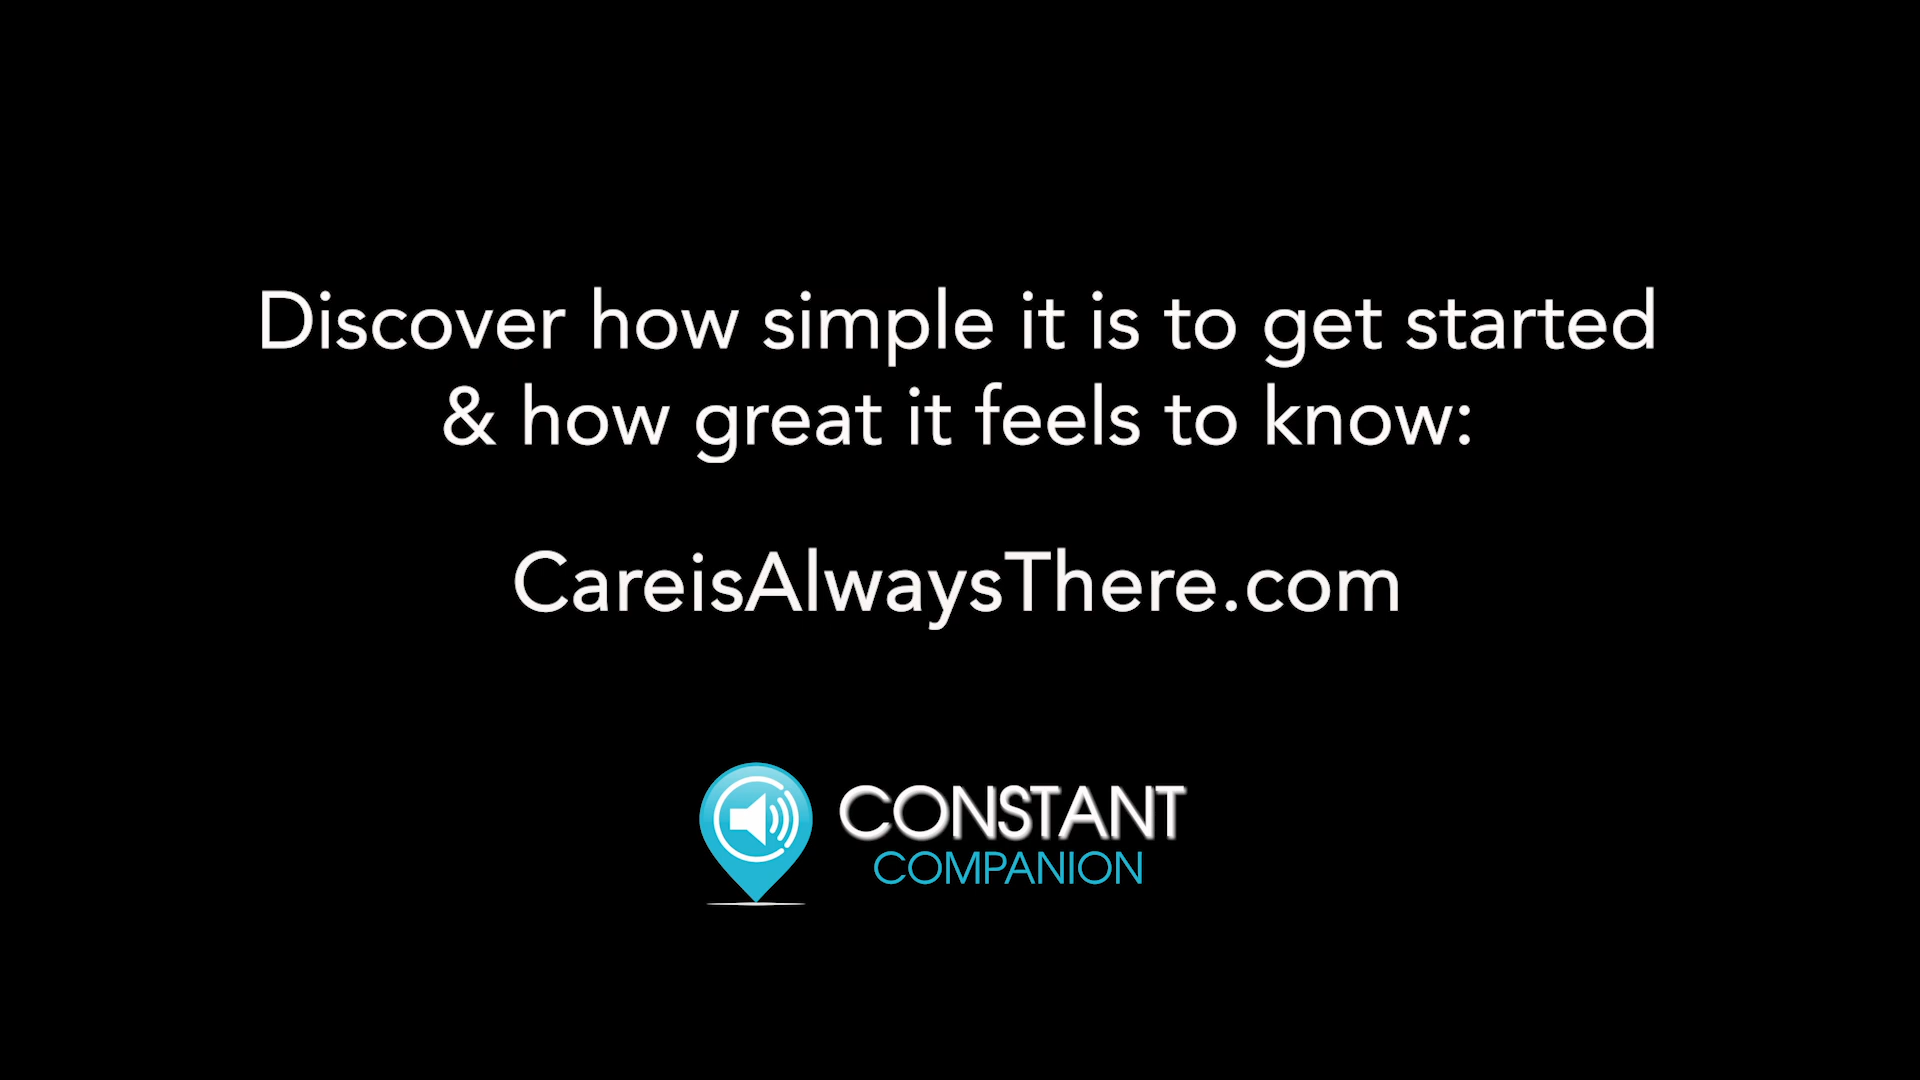 Discover how simple it is to get started
& how great it feels to know:
CareisAlwaysThere.com
CONSTANT
COMPANION